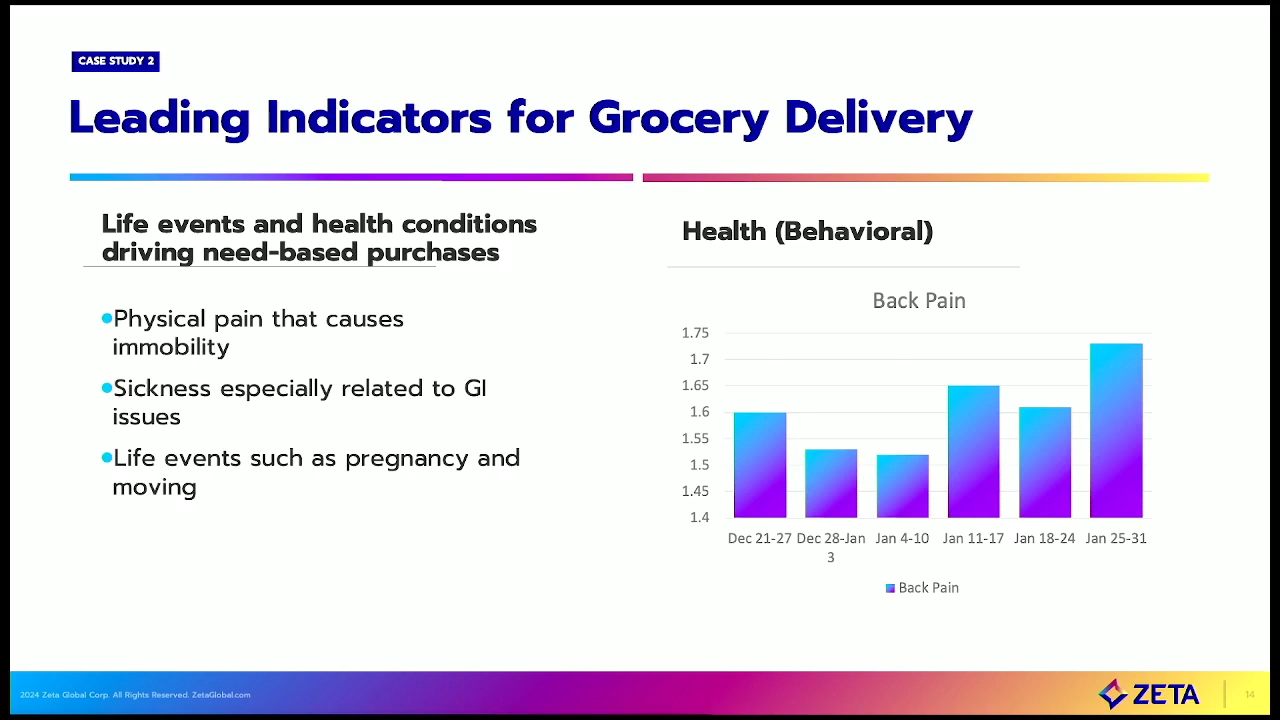 CASE STUDY 2
Leading Indicators for Grocery Delivery
Life events and health conditions
driving need-based purchases
•Physical pain that causes
immobility
•Sickness especially related to GI
issues
•Life events such as pregnancy and
moving
Health (Behavioral)
Back Pain
1.75
1.7
1.65
1.6
1.55
1.5
1.45
1.4
Dec 21-27 Dec 28-Jan 3 Jan 4-10 Jan 11-17 Jan 18-24 Jan 25-31
Back Pain
2024 Zeta Global Corp. All Rights Reserved. ZetaGlobal.com
ZETA
14